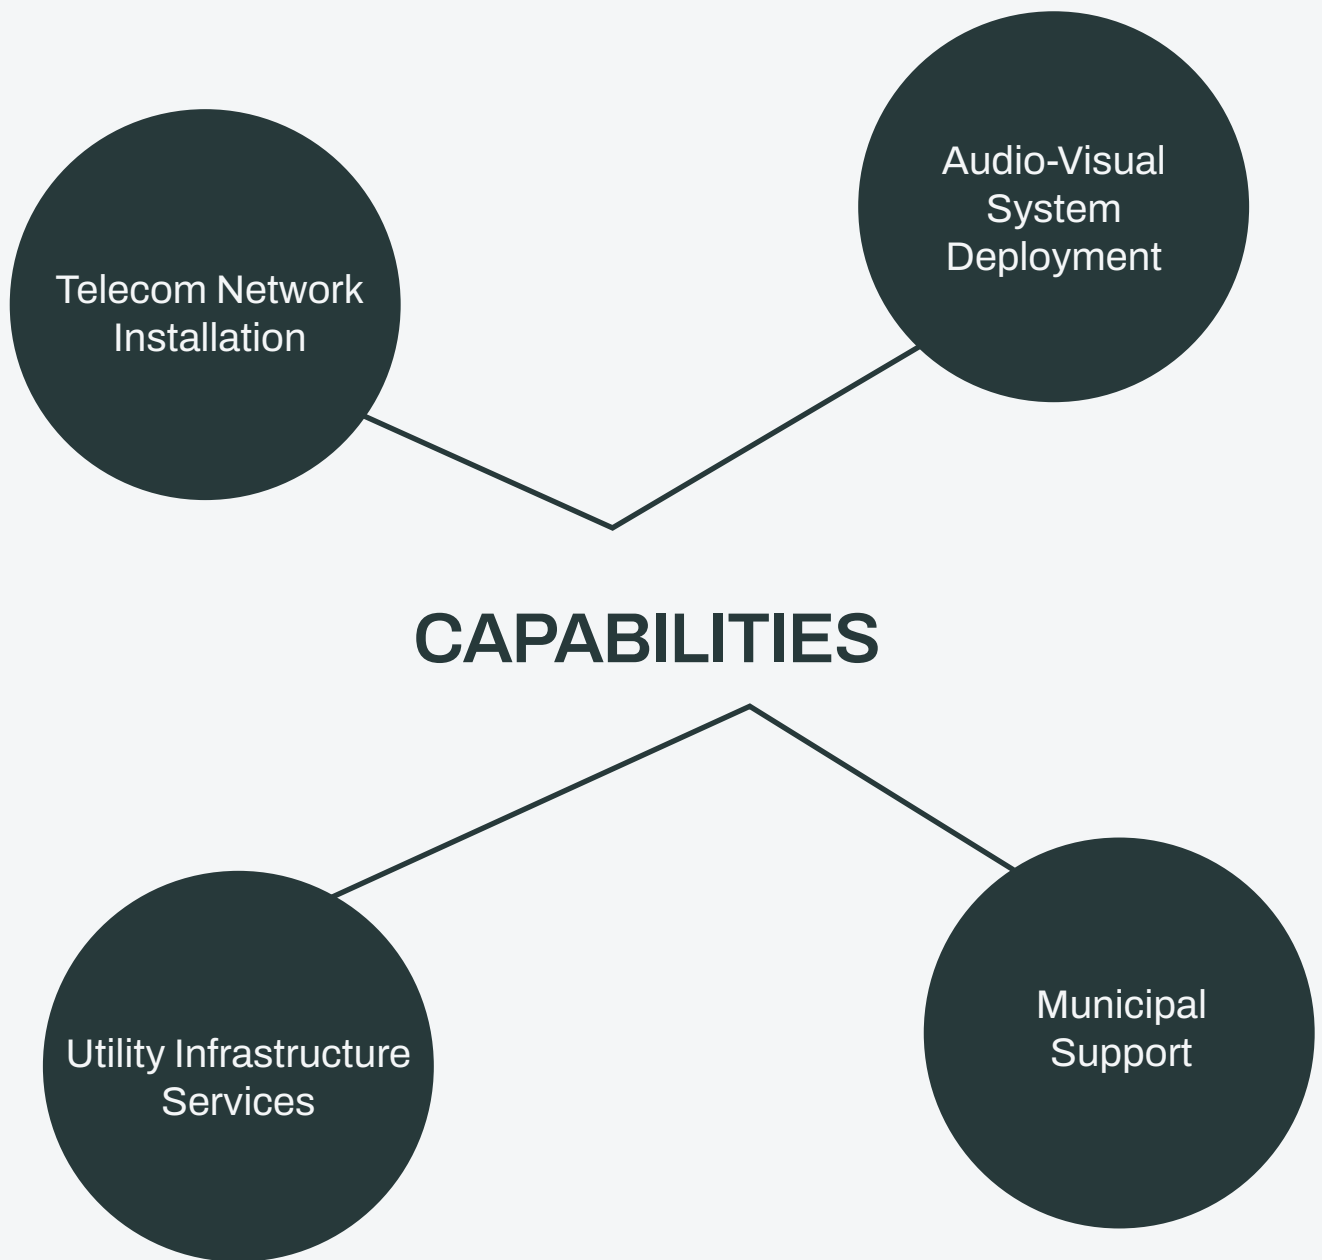 Audio-Visual
System
Deployment
Telecom Network
Installation
CAPABILITIES
Municipal
Support
Utility Infrastructure
Services